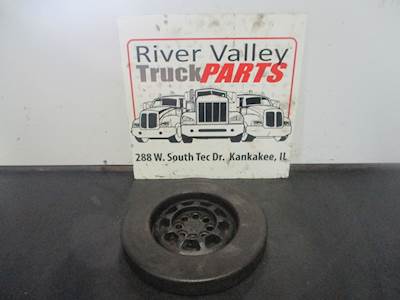 River Valley
TruckPARTS
288 W. South Tec Dr. Kankakee, IL